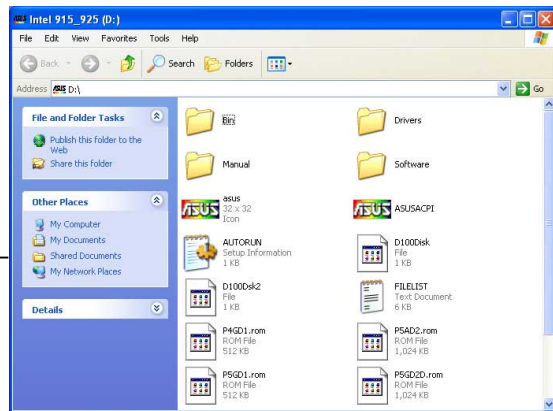 Intel 915_925 (D:)
File Edit View Favorites Tools Help
Back Search Folders
Address D:\ Go
File and Folder Tasks
Publish this folder to the
Web
Share this folder
Other Places
My Computer
My Documents
Shared Documents
My Network Places
Details
Bin Drivers
Manual Software
asus
32 x 32
Icon
ASUSACPI
AUTORUN
Setup Information
1 KB
D100Disk
File
1 KB
D100Dsk2
File
1 KB
FILELIST
Text Document
6 KB
P4GD1.rom
ROM File
512 KB
P5AD2.rom
ROM File
1,024 KB
P5GD1.rom
ROM File
512 KB
P5GD2D.rom
ROM File
1,024 KB